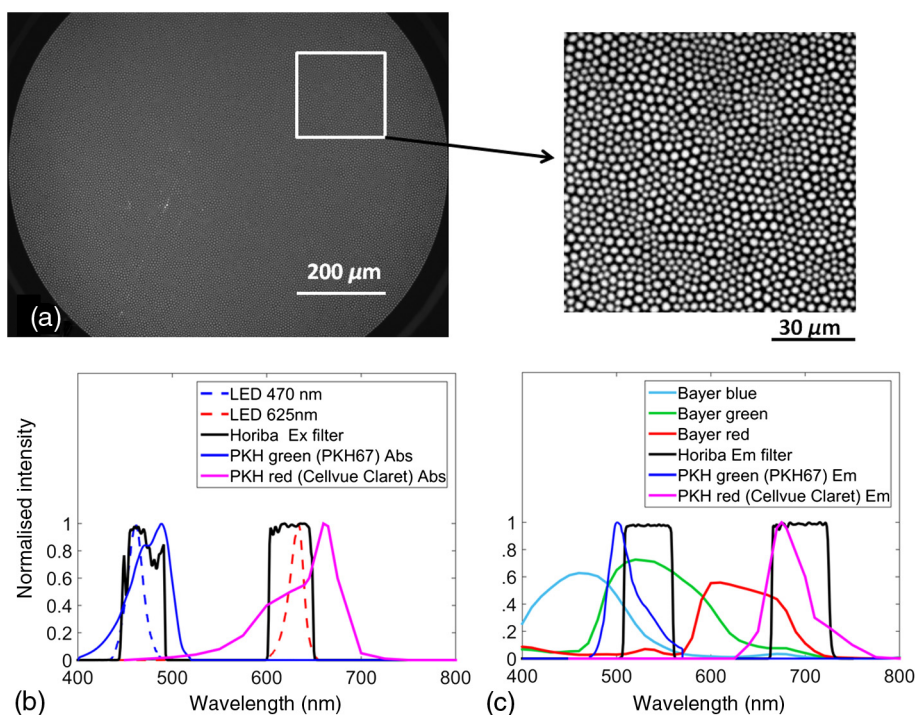 200 µm
(a)
30 µm
LED 470 nm
LED 625nm
Horiba Ex filter
PKH green (PKH67) Abs
PKH red (Cellvue Claret) Abs
Normalised intensity
1
0.8
0.6
0.4
0.2
0
400 500 600 700 800
Wavelength (nm)
(b)
Bayer blue
Bayer green
Bayer red
Horiba Em filter
PKH green (PKH67) Em
PKH red (Cellvue Claret) Em
1
.8
.6
.4
.2
0
400 500 600 700 800
Wavelength (nm)
(c)